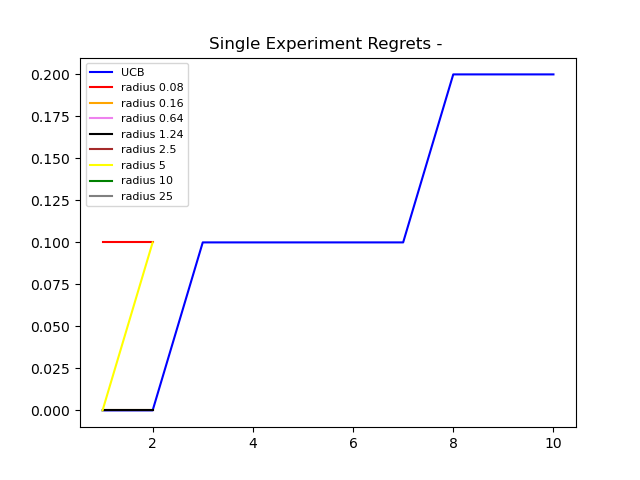 Single Experiment Regrets -
UCB
radius 0.08
radius 0.16
radius 0.64
radius 1.24
radius 2.5
radius 5
radius 10
radius 25
0.200
0.175
0.150
0.125
0.100
0.075
0.050
0.025
0.000
2 4 6 8 10